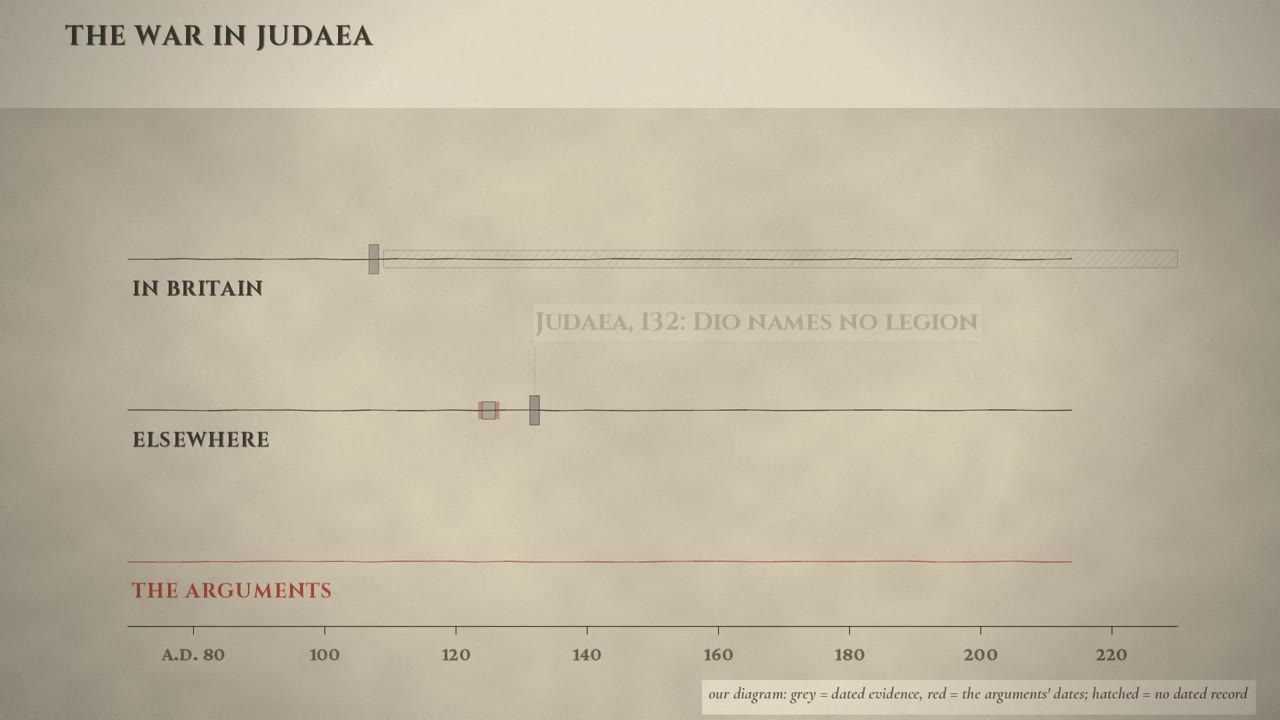 THE WAR IN JUDAEA
IN BRITAIN
JUDAEA, 132: DIO NAMES NO LEGION
ELSEWHERE
THE ARGUMENTS
A.D. 80 100 120 140 160 180 200 220
our diagram: grey = dated evidence, red = the arguments' dates; hatched = no dated record